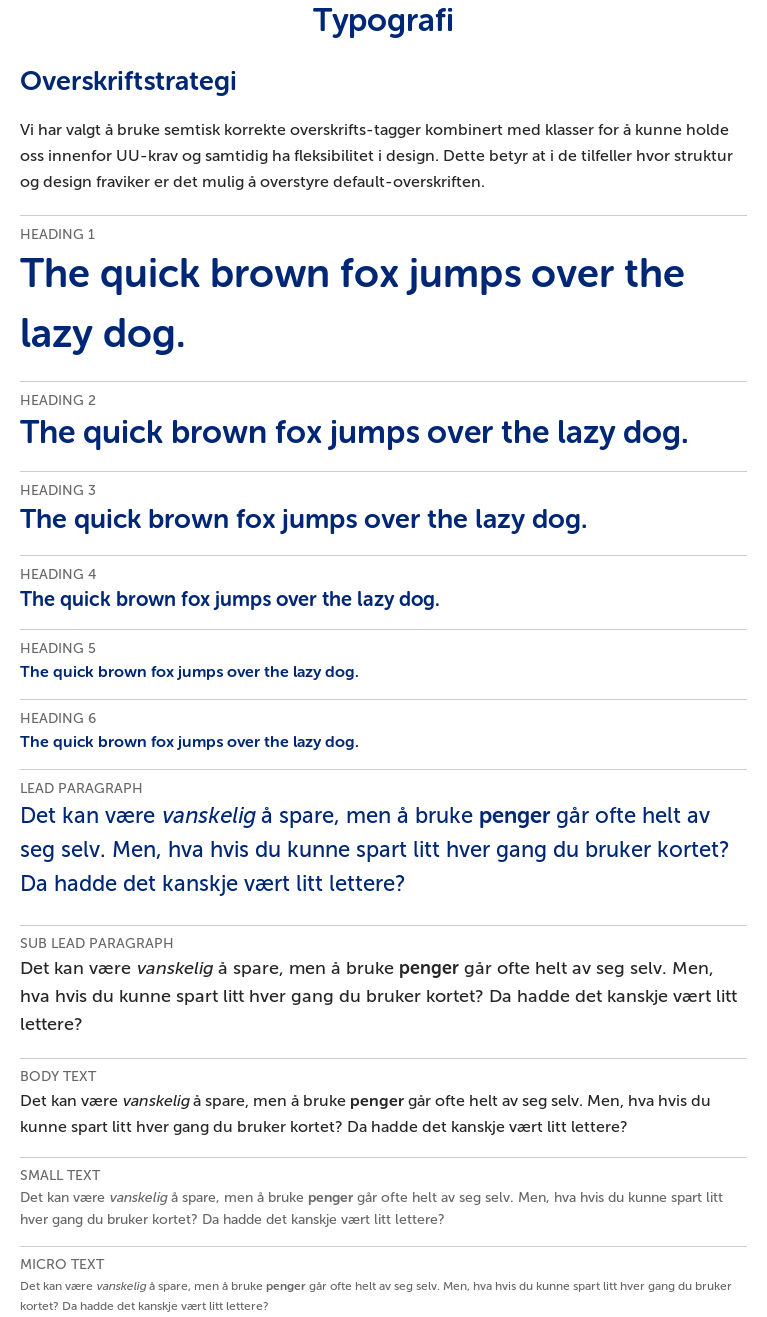 Typografi
Overskriftstrategi
Vi har valgt å bruke semtisk korrekte overskrifts-tagger kombinert med klasser for å kunne holde
oss innenfor UU-krav og samtidig ha fleksibilitet i design. Dette betyr at i de tilfeller hvor struktur
og design fraviker er det mulig å overstyre default-overskriften.
HEADING 1
The quick brown fox jumps over the
lazy dog.
HEADING 2
The quick brown fox jumps over the lazy dog.
HEADING 3
The quick brown fox jumps over the lazy dog.
HEADING 4
The quick brown fox jumps over the lazy dog.
HEADING 5
The quick brown fox jumps over the lazy dog.
HEADING 6
The quick brown fox jumps over the lazy dog.
LEAD PARAGRAPH
Det kan være vanskelig å spare, men å bruke penger går ofte helt av
seg selv. Men, hva hvis du kunne spart litt hver gang du bruker kortet?
Da hadde det kanskje vært litt lettere?
SUB LEAD PARAGRAPH
Det kan være vanskelig å spare, men å bruke penger går ofte helt av seg selv. Men,
hva hvis du kunne spart litt hver gang du bruker kortet? Da hadde det kanskje vært litt
lettere?
BODY TEXT
Det kan være vanskelig å spare, men å bruke penger går ofte helt av seg selv. Men, hva hvis du
kunne spart litt hver gang du bruker kortet? Da hadde det kanskje vært litt lettere?
SMALL TEXT
Det kan være vanskelig å spare, men å bruke penger går ofte helt av seg selv. Men, hva hvis du kunne spart litt
hver gang du bruker kortet? Da hadde det kanskje vært litt lettere?
MICRO TEXT
Det kan være vanskelig å spare, men å bruke penger går ofte helt av seg selv. Men, hva hvis du kunne spart litt hver gang du bruker
kortet? Da hadde det kanskje vært litt lettere?